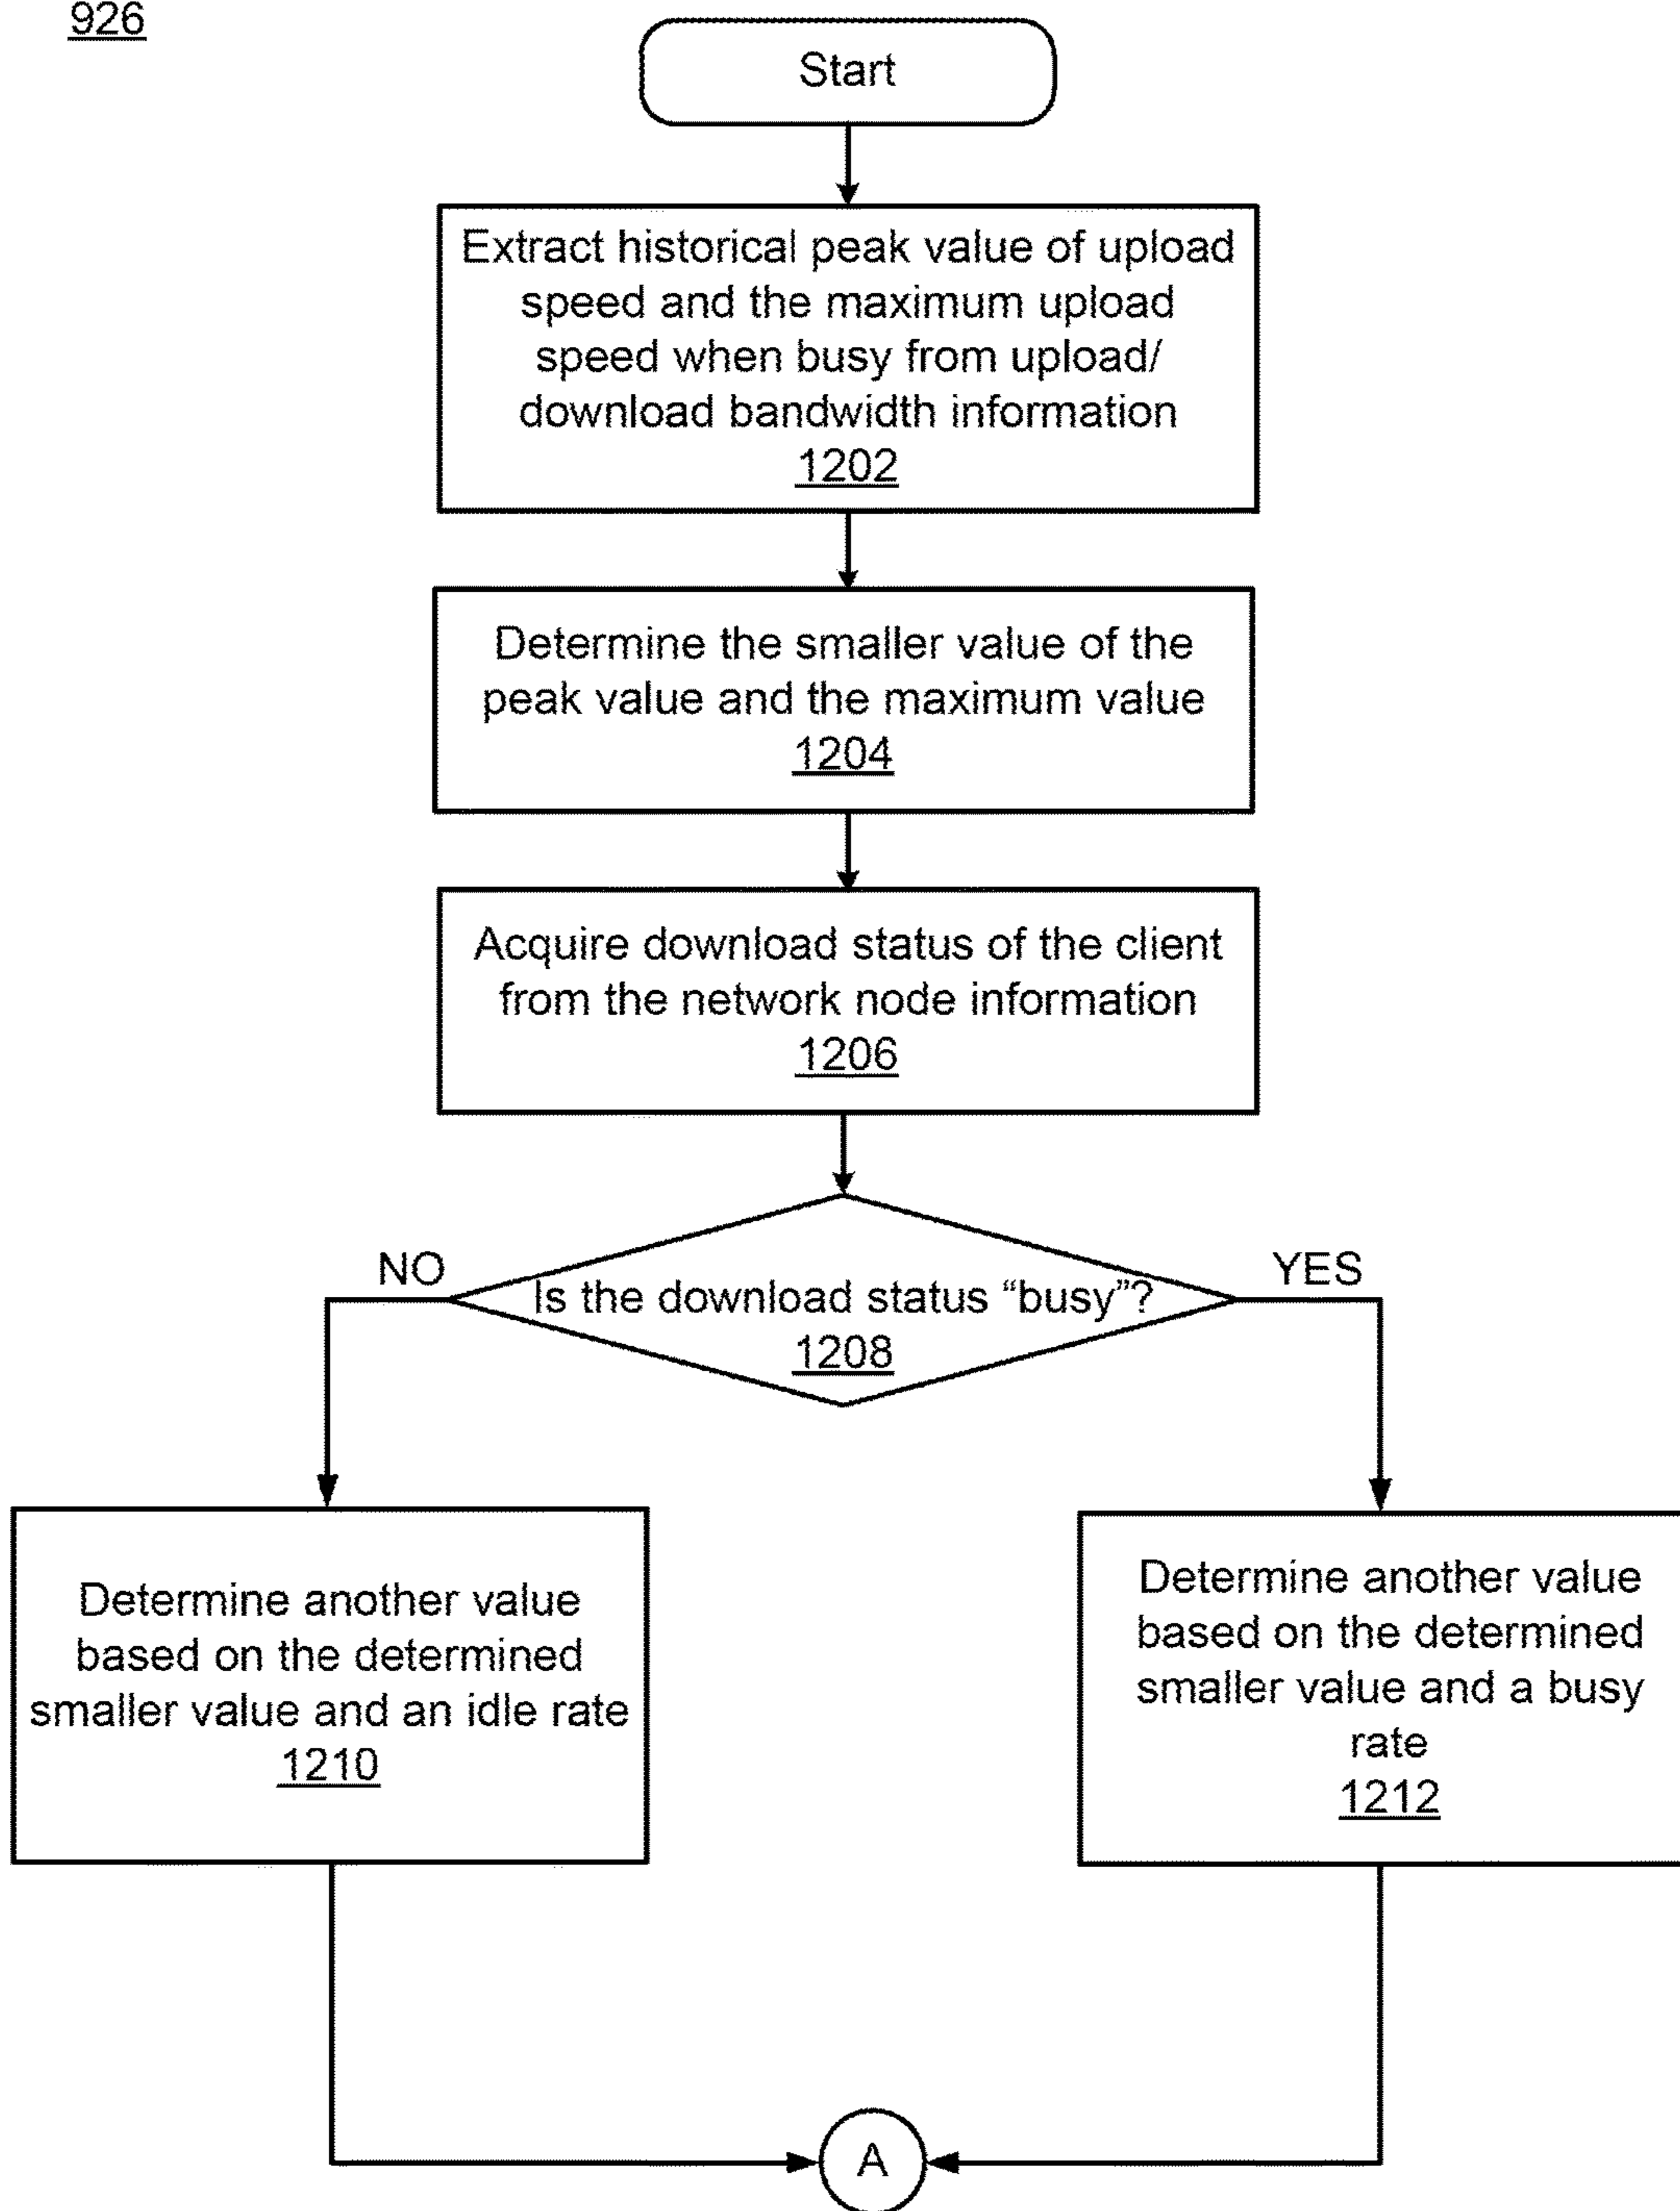 926
Start
Extract historical peak value of upload
speed and the maximum upload
speed when busy from upload/
download bandwidth information
1202
Determine the smaller value of the
peak value and the maximum value
1204
Acquire download status of the client
from the network node information
1206
NO
YES
Is the download status “busy”?
1208
Determine another value
based on the determined
smaller value and an idle rate
1210
Determine another value
based on the determined
smaller value and a busy
rate
1212
A